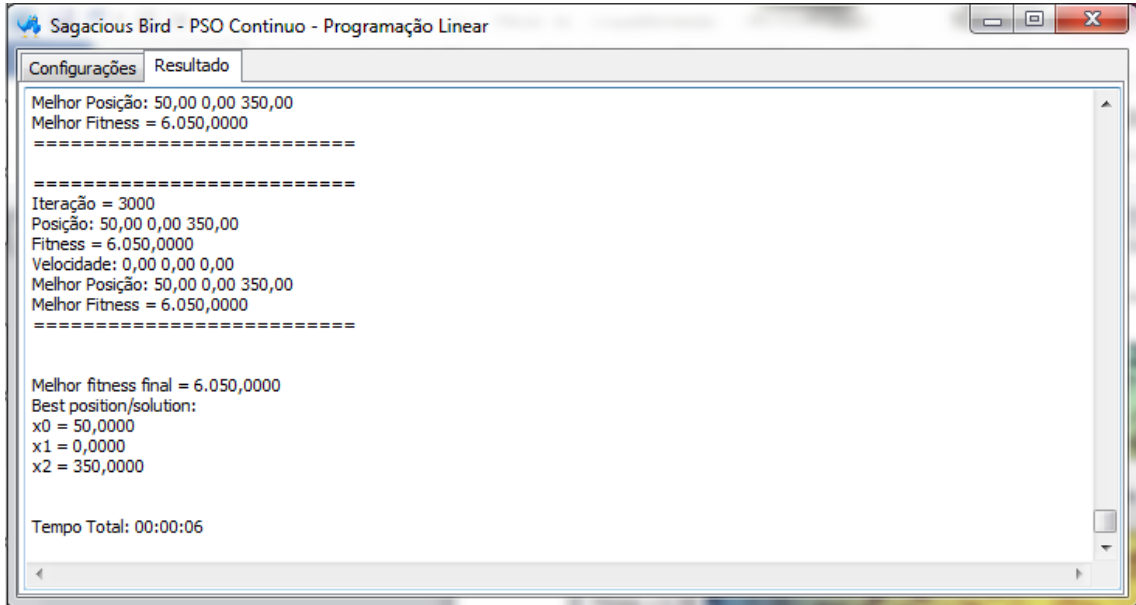 Sagacious Bird - PSO Continuo - Programação Linear
Configurações Resultado
Melhor Posição: 50,00 0,00 350,00
Melhor Fitness = 6.050,0000
==========================
==========================
Iteração = 3000
Posição: 50,00 0,00 350,00
Fitness = 6.050,0000
Velocidade: 0,00 0,00 0,00
Melhor Posição: 50,00 0,00 350,00
Melhor Fitness = 6.050,0000
==========================
Melhor fitness final = 6.050,0000
Best position/solution:
x0 = 50,0000
x1 = 0,0000
x2 = 350,0000
Tempo Total: 00:00:06